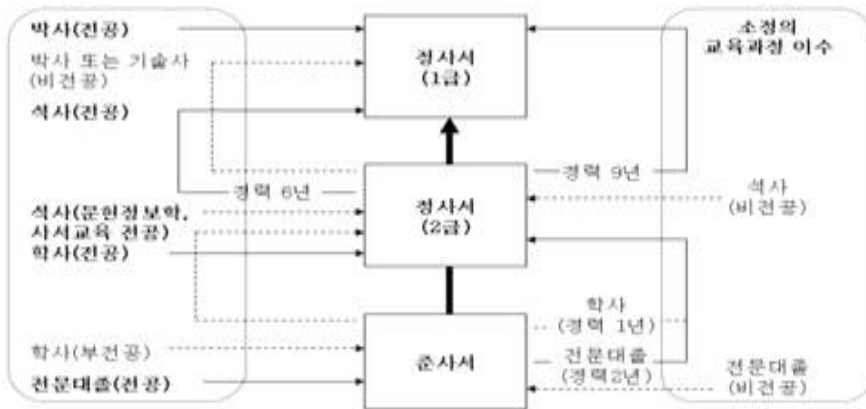 박사(전공)
박사 또는 기술사
(비전공)
석사(전공)
경력 6년
석사(문헌정보학,
사서교육 전공)
학사(전공)
학사(부전공)
전문대졸(전공)
정사서
(1급)
정사서
(2급)
준사서
소정의
교육과정 이수
경력 9년
석사
(비전공)
학사
(경력 1년)
전문대졸
(경력2년)
전문대졸
(비전공)